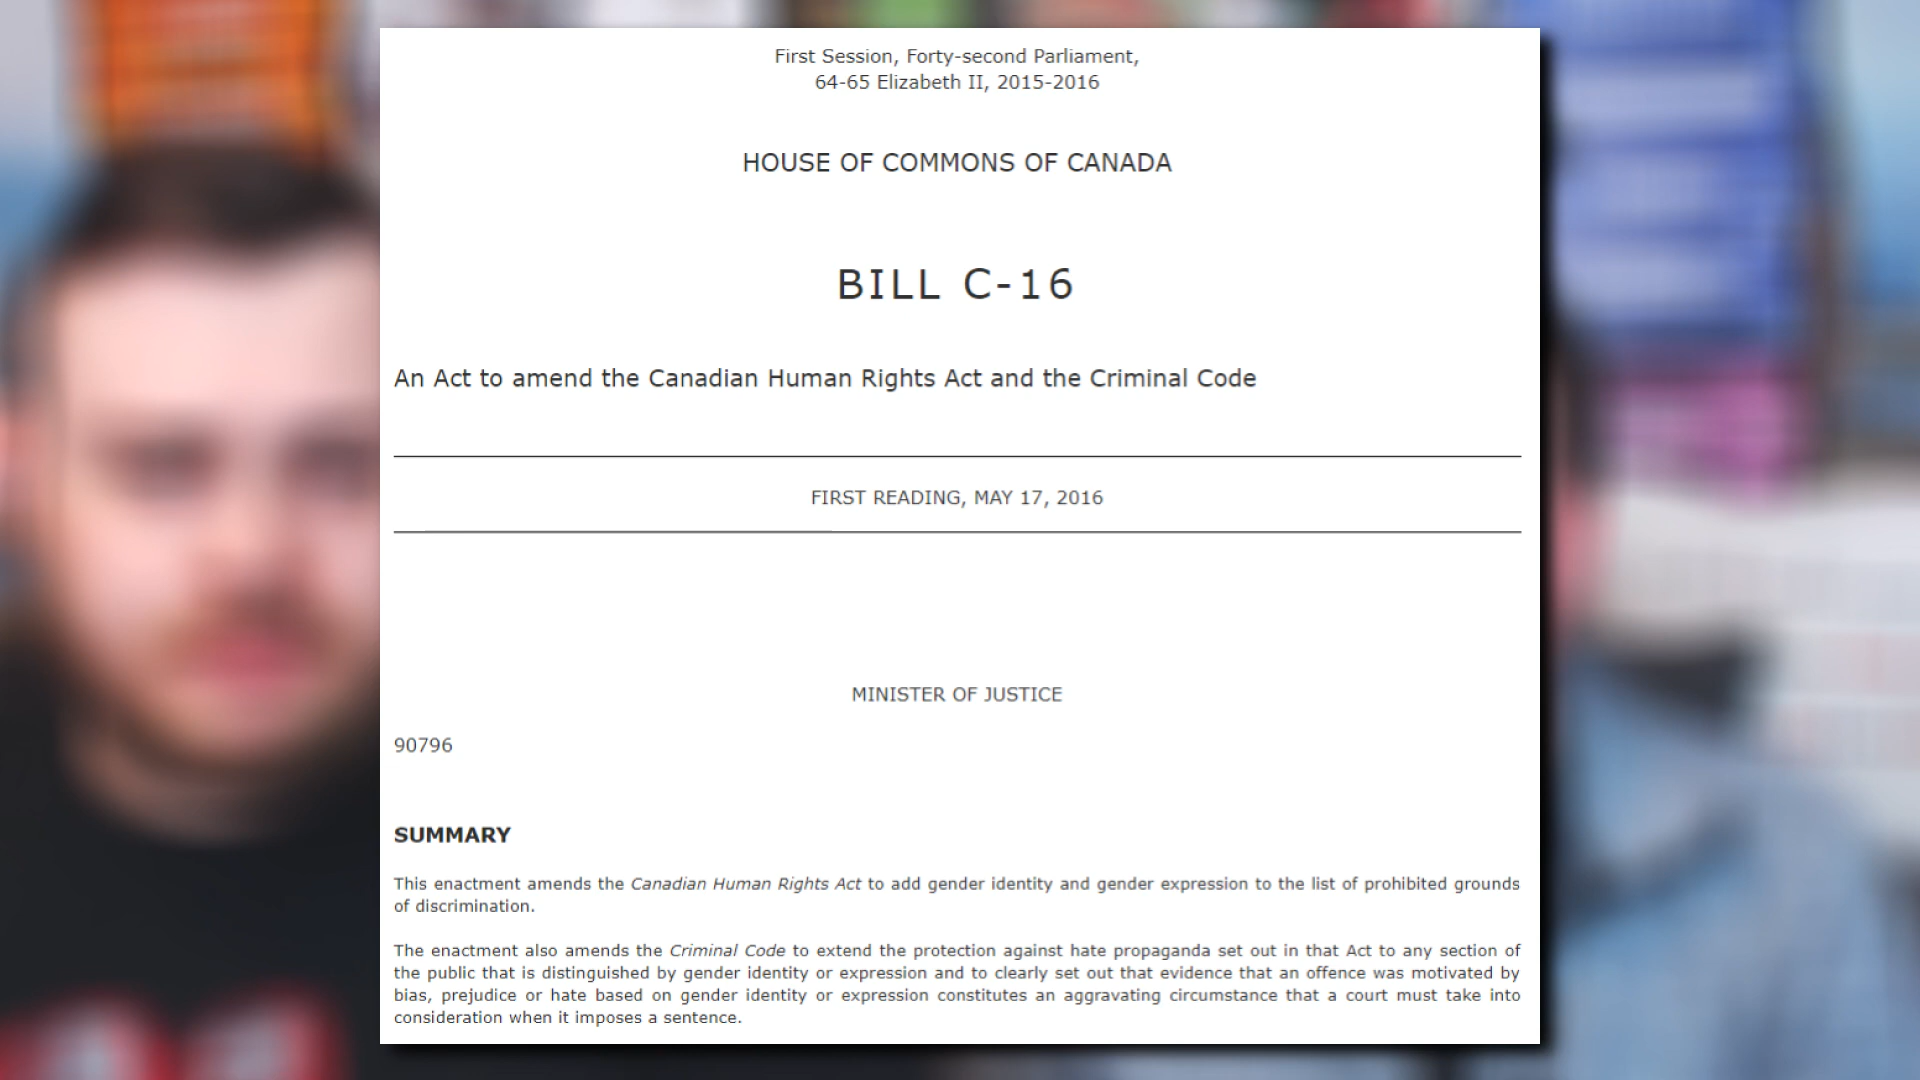 First Session, Forty-second Parliament,
64-65 Elizabeth II, 2015-2016
HOUSE OF COMMONS OF CANADA
BILL C-16
An Act to amend the Canadian Human Rights Act and the Criminal Code
FIRST READING, MAY 17, 2016
MINISTER OF JUSTICE
90796
SUMMARY
This enactment amends the Canadian Human Rights Act to add gender identity and gender expression to the list of prohibited grounds
of discrimination.
The enactment also amends the Criminal Code to extend the protection against hate propaganda set out in that Act to any section of
the public that is distinguished by gender identity or expression and to clearly set out that evidence that an offence was motivated by
bias, prejudice or hate based on gender identity or expression constitutes an aggravating circumstance that a court must take into
consideration when it imposes a sentence.